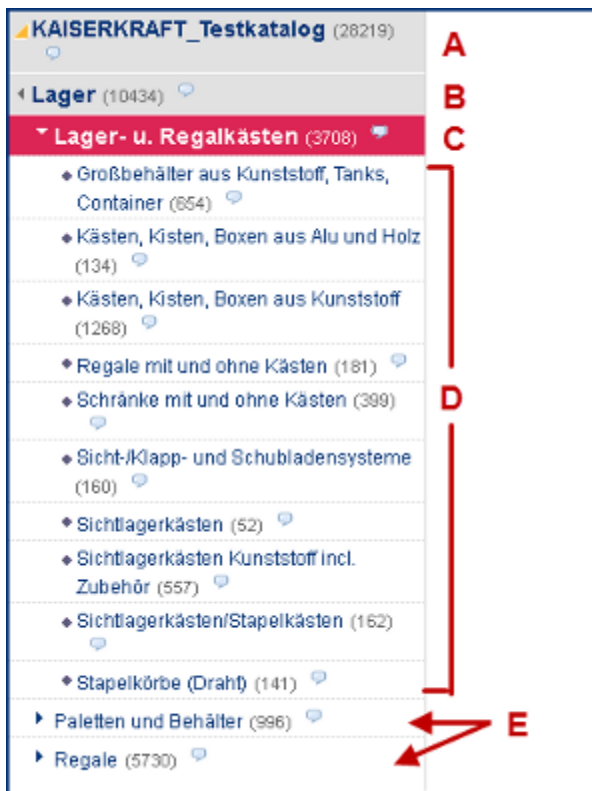 KAISERKRAFT_Testkatalog (28219)
A
Lager (10434)
B
Lager- u. Regalkästen (3708)
C
Großbehälter aus Kunststoff, Tanks,
Container (654)
Kästen, Kisten, Boxen aus Alu und Holz
(134)
Kästen, Kisten, Boxen aus Kunststoff
(1268)
Regale mit und ohne Kästen (181)
Schränke mit und ohne Kästen (399)
D
Sicht-/Klapp- und Schubladensysteme
(160)
Sichtlagerkästen (52)
Sichtlagerkästen Kunststoff incl.
Zubehör (557)
Sichtlagerkästen/Stapelkästen (162)
Stapelkörbe (Draht) (141)
Paletten und Behälter (996)
E
Regale (5730)